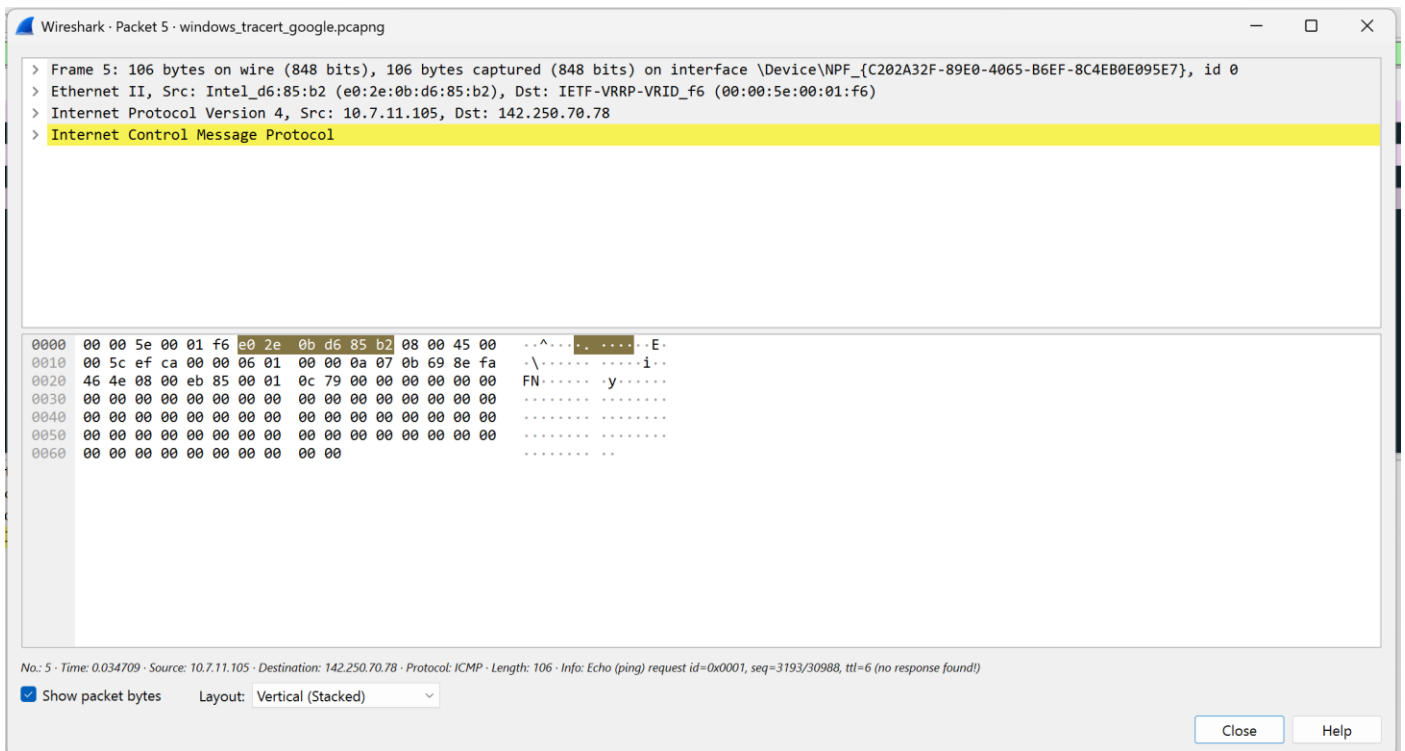 Wireshark · Packet 5 · windows_tracert_google.pcapng
> Frame 5: 106 bytes on wire (848 bits), 106 bytes captured (848 bits) on interface \Device\NPF_{C202A32F-89E0-4065-B6EF-8C4EB0E095E7}, id 0
> Ethernet II, Src: Intel_d6:85:b2 (e0:2e:0b:d6:85:b2), Dst: IETF-VRRP-VRID_f6 (00:00:5e:00:01:f6)
> Internet Protocol Version 4, Src: 10.7.11.105, Dst: 142.250.70.78
> Internet Control Message Protocol
0000 00 00 5e 00 01 f6 e0 2e 0b d6 85 b2 08 00 45 00 ··^····. ······E·
0010 00 5c ef ca 00 00 06 01 00 00 0a 07 0b 69 8e fa ·\······ ·····i··
0020 46 4e 08 00 eb 85 00 01 0c 79 00 00 00 00 00 00 FN······ ·y······
0030 00 00 00 00 00 00 00 00 00 00 00 00 00 00 00 00 ········ ········
0040 00 00 00 00 00 00 00 00 00 00 00 00 00 00 00 00 ········ ········
0050 00 00 00 00 00 00 00 00 00 00 00 00 00 00 00 00 ········ ········
0060 00 00 00 00 00 00 00 00 00 00 ········ ··
No.: 5 · Time: 0.034709 · Source: 10.7.11.105 · Destination: 142.250.70.78 · Protocol: ICMP · Length: 106 · Info: Echo (ping) request id=0x0001, seq=3193/30988, ttl=6 (no response found!)
Show packet bytes Layout: Vertical (Stacked)
Close Help